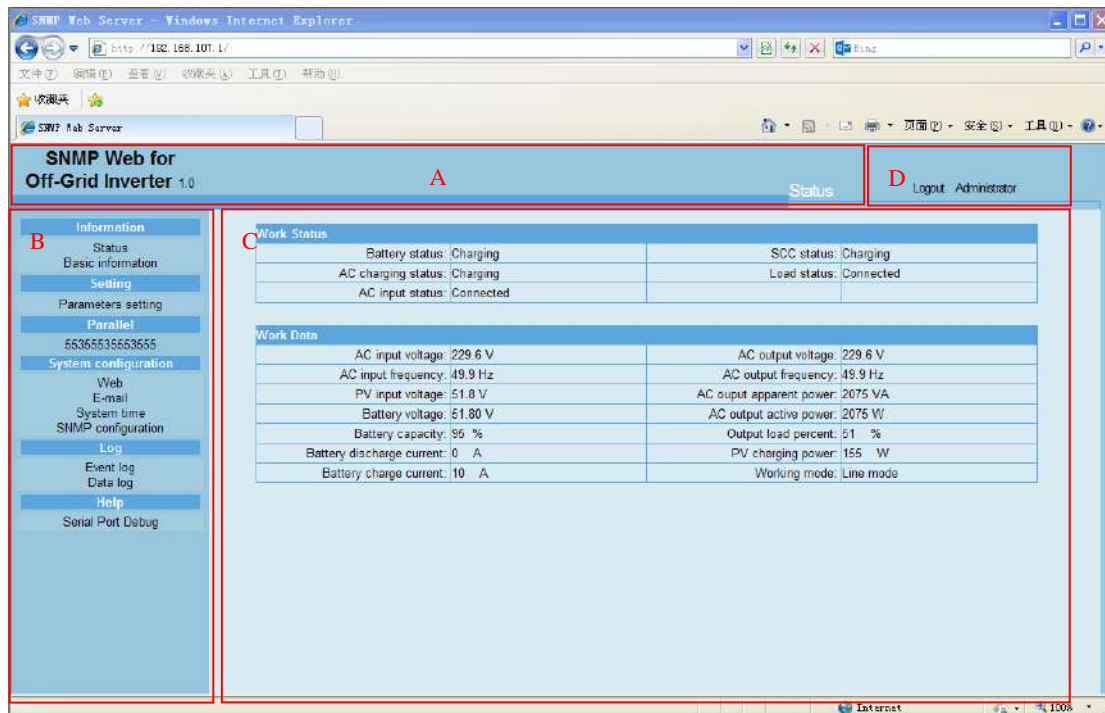 SNMP Web Server - Windows Internet Explorer
http://192.168.107.1/
Bing
文件(F) 编辑(E) 查看(V) 收藏夹(A) 工具(T) 帮助(H)
收藏夹
SNMP Web Server
页面(P) 安全(S) 工具(O)
SNMP Web for
Off-Grid Inverter 1.0
A
Status
D
Logout Administrator
B
Information
Status
Basic information
Setting
Parameters setting
Parallel
55355535553555
System configuration
Web
E-mail
System time
SNMP configuration
Log
Event log
Data log
Help
Serial Port Debug
C
Work Status
Battery status: Charging SCC status: Charging
AC charging status: Charging Load status: Connected
AC input status: Connected
Work Data
AC input voltage: 229.6 V AC output voltage: 229.6 V
AC input frequency: 49.9 Hz AC output frequency: 49.9 Hz
PV input voltage: 51.8 V AC ouput apparent power: 2075 VA
Battery voltage: 51.80 V AC output active power: 2075 W
Battery capacity: 95 % Output load percent: 51 %
Battery discharge current: 0 A PV charging power: 155 W
Battery charge current: 10 A Working mode: Line mode
Internet 100%